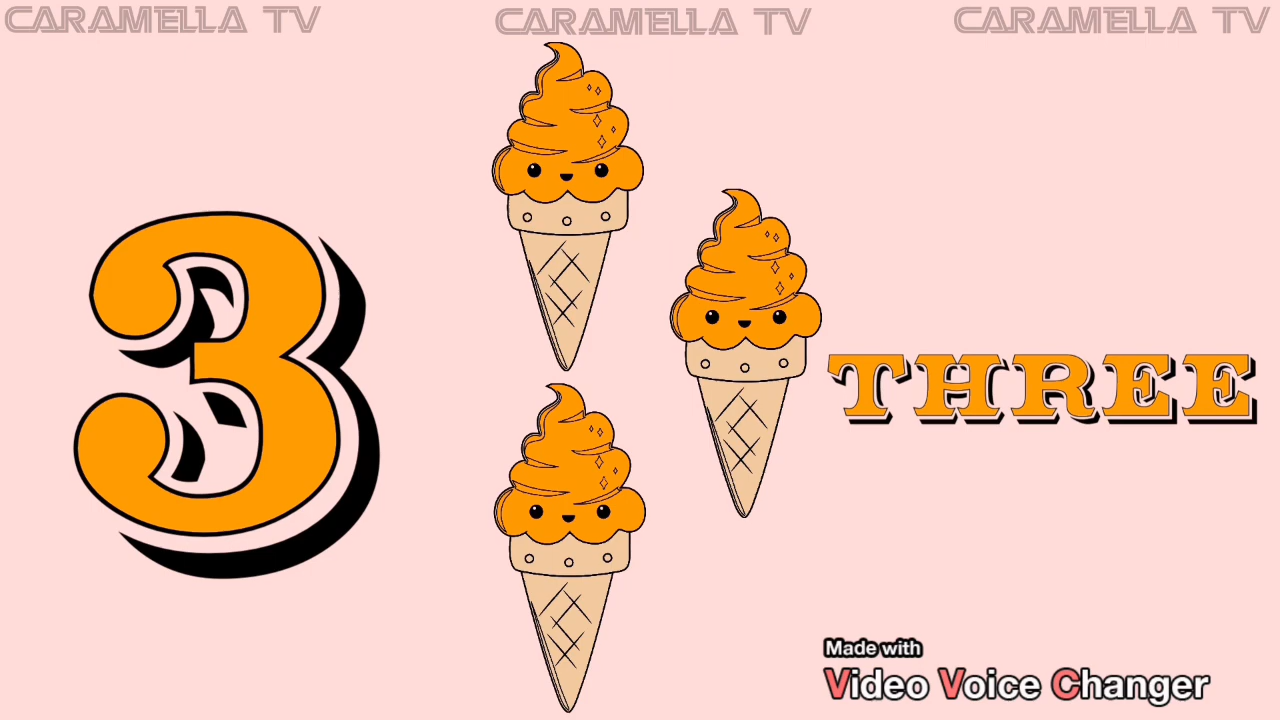 CARAMELLA TV CARAMELLA TV CARAMELLA TV
3
THREE
Made with
Video Voice Changer